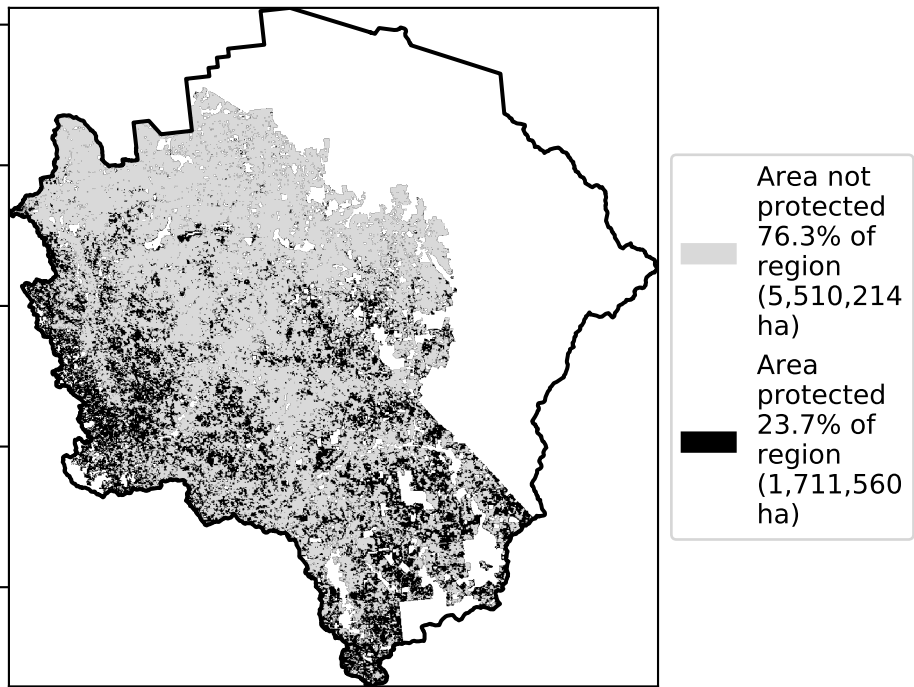 Area not
protected
76.3% of
region
(5,510,214
ha)
Area
protected
23.7% of
region
(1,711,560
ha)